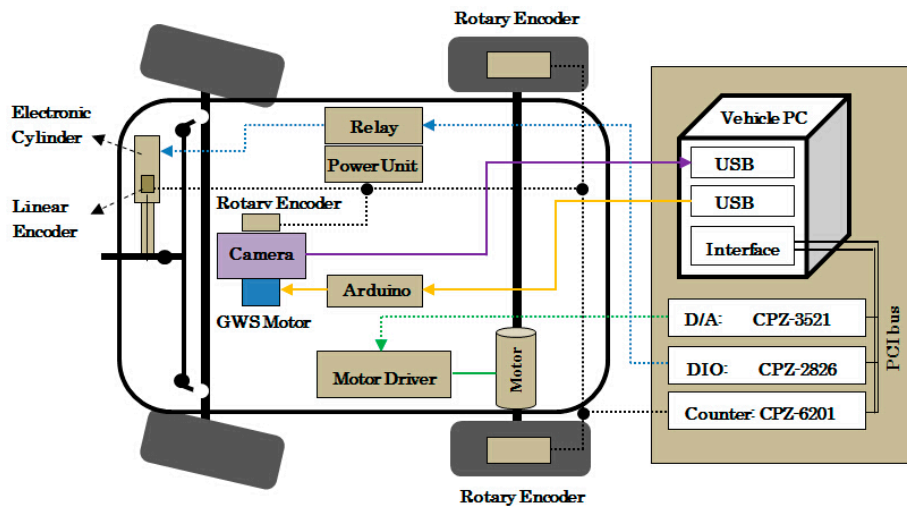 Rotary Encoder
Electronic
Cylinder
Relay
Power Unit
Vehicle PC
USB
Linear
Encoder
Rotary Encoder
USB
Camera
Interface
Arduino
GWS Motor
D/A: CPZ-3521
Motor Driver
Motor
DIO: CPZ-2826
PCI bus
Counter: CPZ-6201
Rotary Encoder